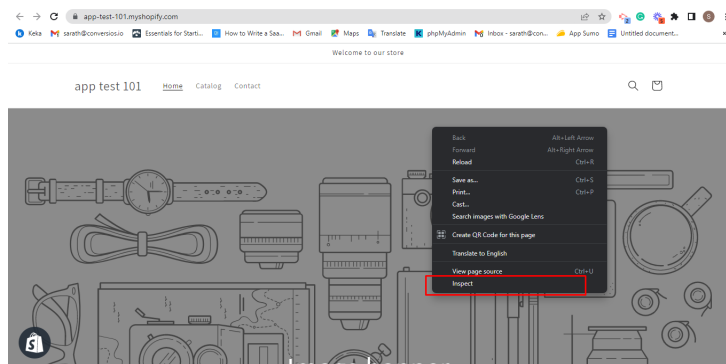 app-test-101.myshopify.com
Keka sarath@conversios.io Essentials for Starti... How to Write a Saa... Gmail Maps Translate phpMyAdmin Inbox - sarath@con... App Sumo Untitled document...
Welcome to our store
app test 101 Home Catalog Contact
Back Alt+Left Arrow
Forward Alt+Right Arrow
Reload Ctrl+R
Save as... Ctrl+S
Print... Ctrl+P
Cast...
Search images with Google Lens
Create QR Code for this page
Translate to English
View page source Ctrl+U
Inspect